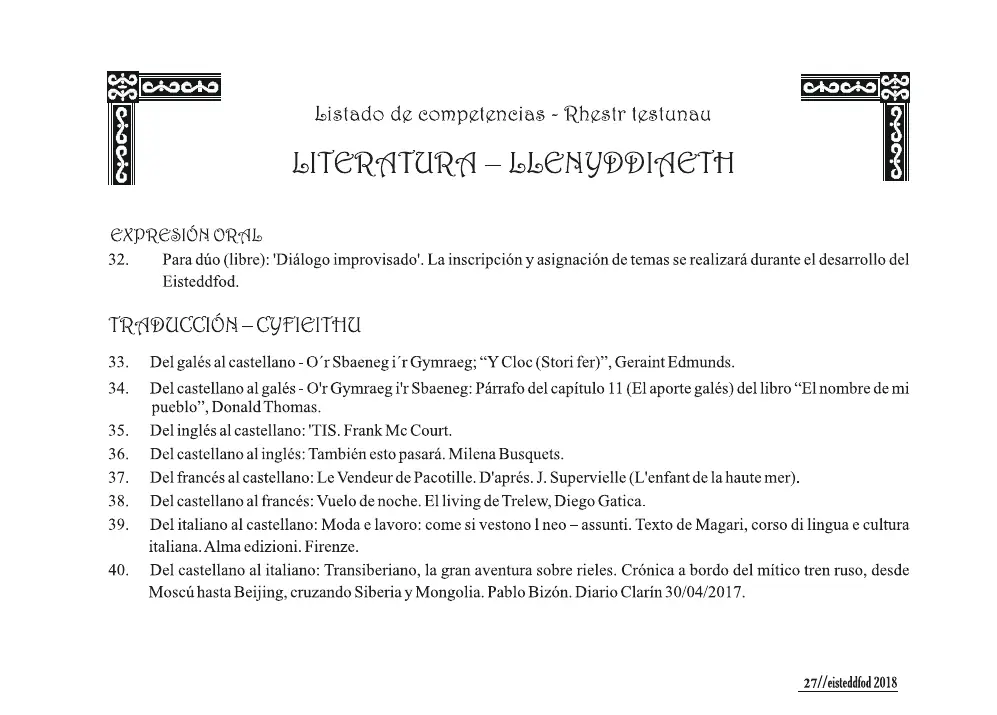 Listado de competencias - Rhestr testunau
LITERATURA – LLENYDDIAETH
EXPRESIÓN ORAL
32. Para dúo (libre): 'Diálogo improvisado'. La inscripción y asignación de temas se realizará durante el desarrollo del
Eisteddfod.
TRADUCCIÓN – CYFIEITHU
33. Del galés al castellano - O´r Sbaeneg i´r Gymraeg; “Y Cloc (Stori fer)”, Geraint Edmunds.
34. Del castellano al galés - O'r Gymraeg i'r Sbaeneg: Párrafo del capítulo 11 (El aporte galés) del libro “El nombre de mi
pueblo”, Donald Thomas.
35. Del inglés al castellano: 'TIS. Frank Mc Court.
36. Del castellano al inglés: También esto pasará. Milena Busquets.
37. Del francés al castellano: Le Vendeur de Pacotille. D'aprés. J. Supervielle (L'enfant de la haute mer).
38. Del castellano al francés: Vuelo de noche. El living de Trelew, Diego Gatica.
39. Del italiano al castellano: Moda e lavoro: come si vestono l neo – assunti. Texto de Magari, corso di lingua e cultura
italiana. Alma edizioni. Firenze.
40. Del castellano al italiano: Transiberiano, la gran aventura sobre rieles. Crónica a bordo del mítico tren ruso, desde
Moscú hasta Beijing, cruzando Siberia y Mongolia. Pablo Bizón. Diario Clarín 30/04/2017.
27//eisteddfod 2018